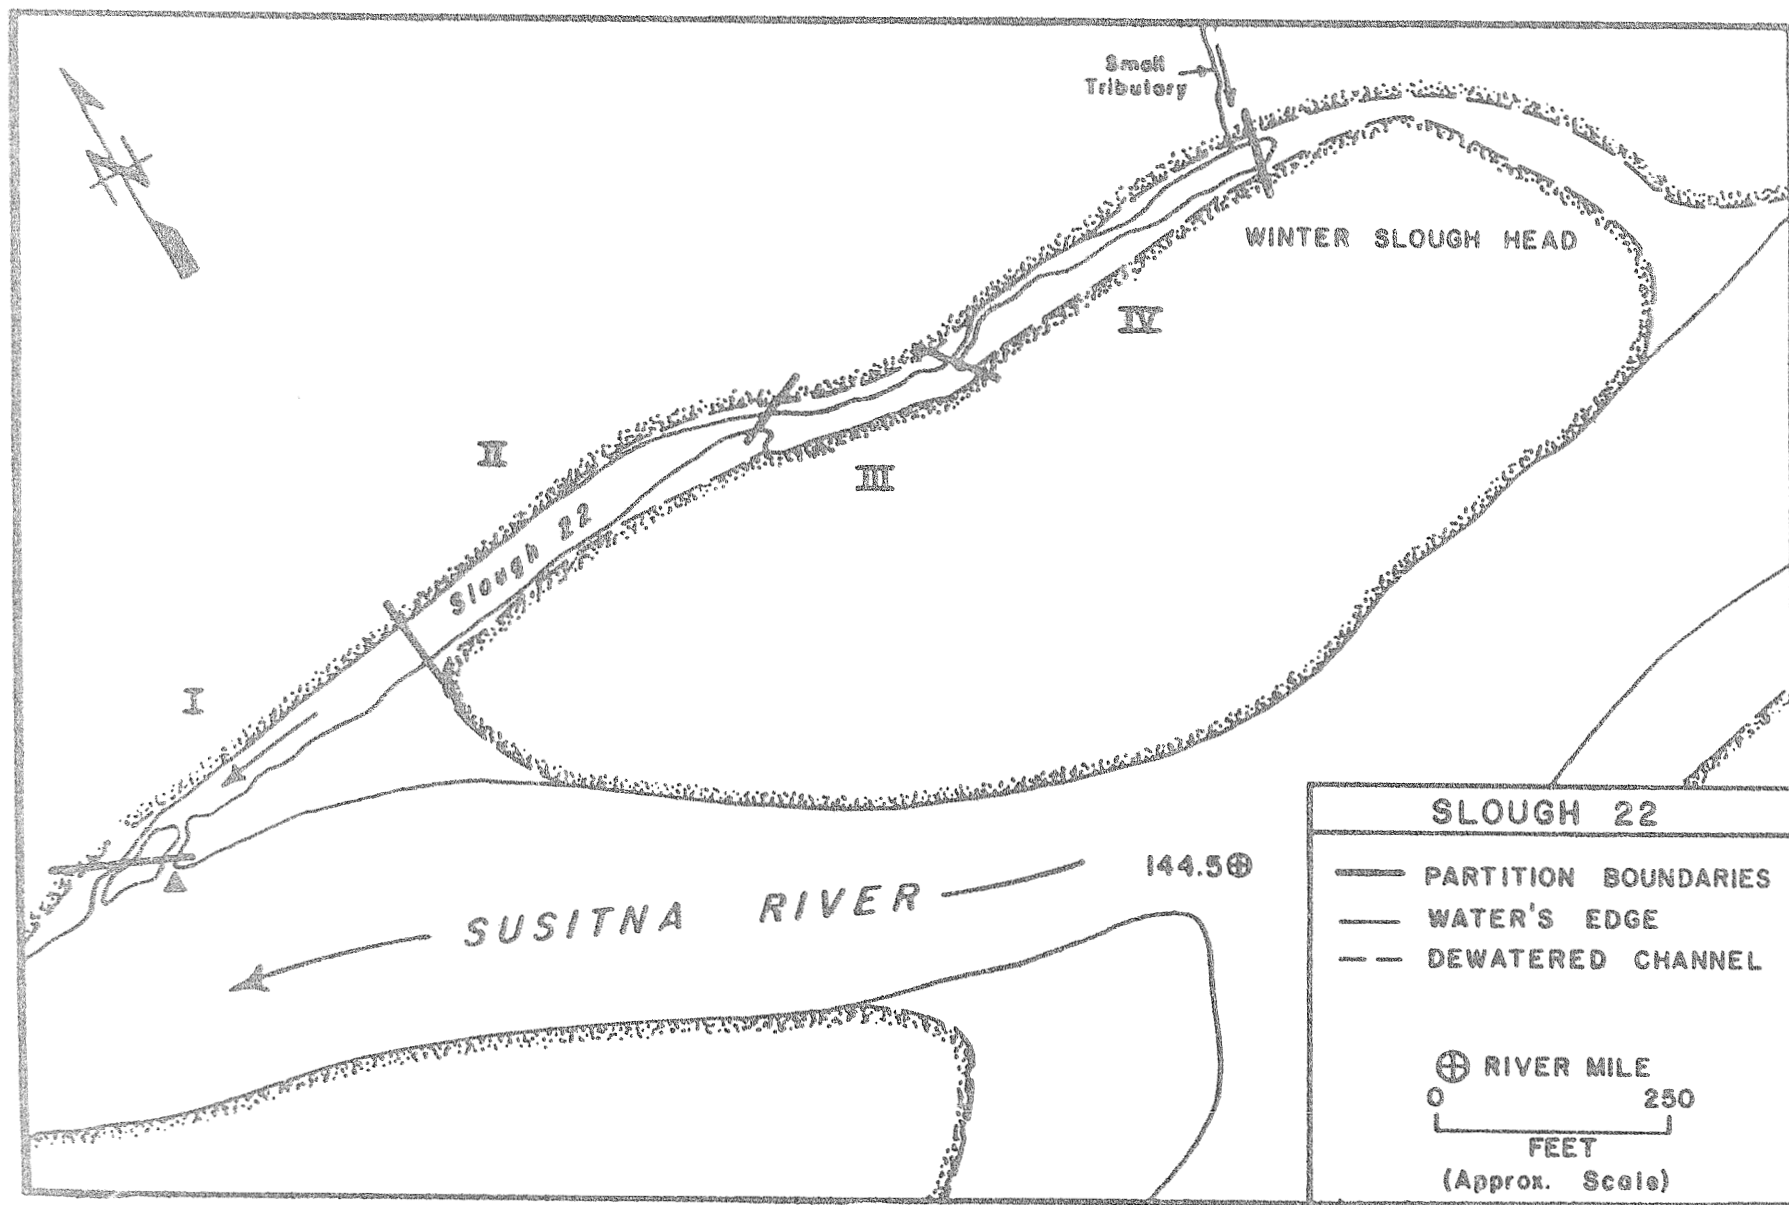 Small
Tributary
N
WINTER SLOUGH HEAD
IV
II
III
Slough 22
I
144.5
SUSITNA RIVER
SLOUGH 22
PARTITION BOUNDARIES
WATER'S EDGE
DEWATERED CHANNEL
RIVER MILE
0 250
FEET
(Approx. Scale)